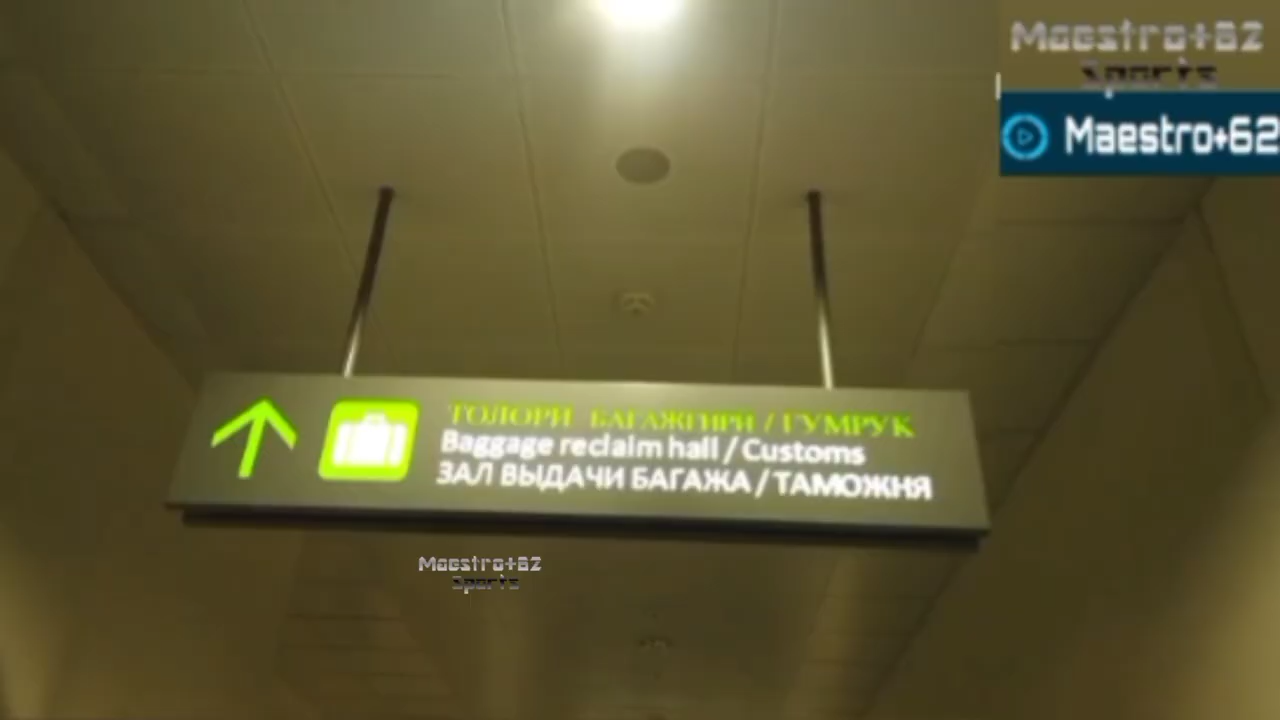 Maestro+62
Sports
Maestro+62
ТОЛОРИ БАГАЖГИРИ / ГУМРУК
Baggage reclaim hall / Customs
ЗАЛ ВЫДАЧИ БАГАЖА / ТАМОЖНЯ
Maestro+62
Sports